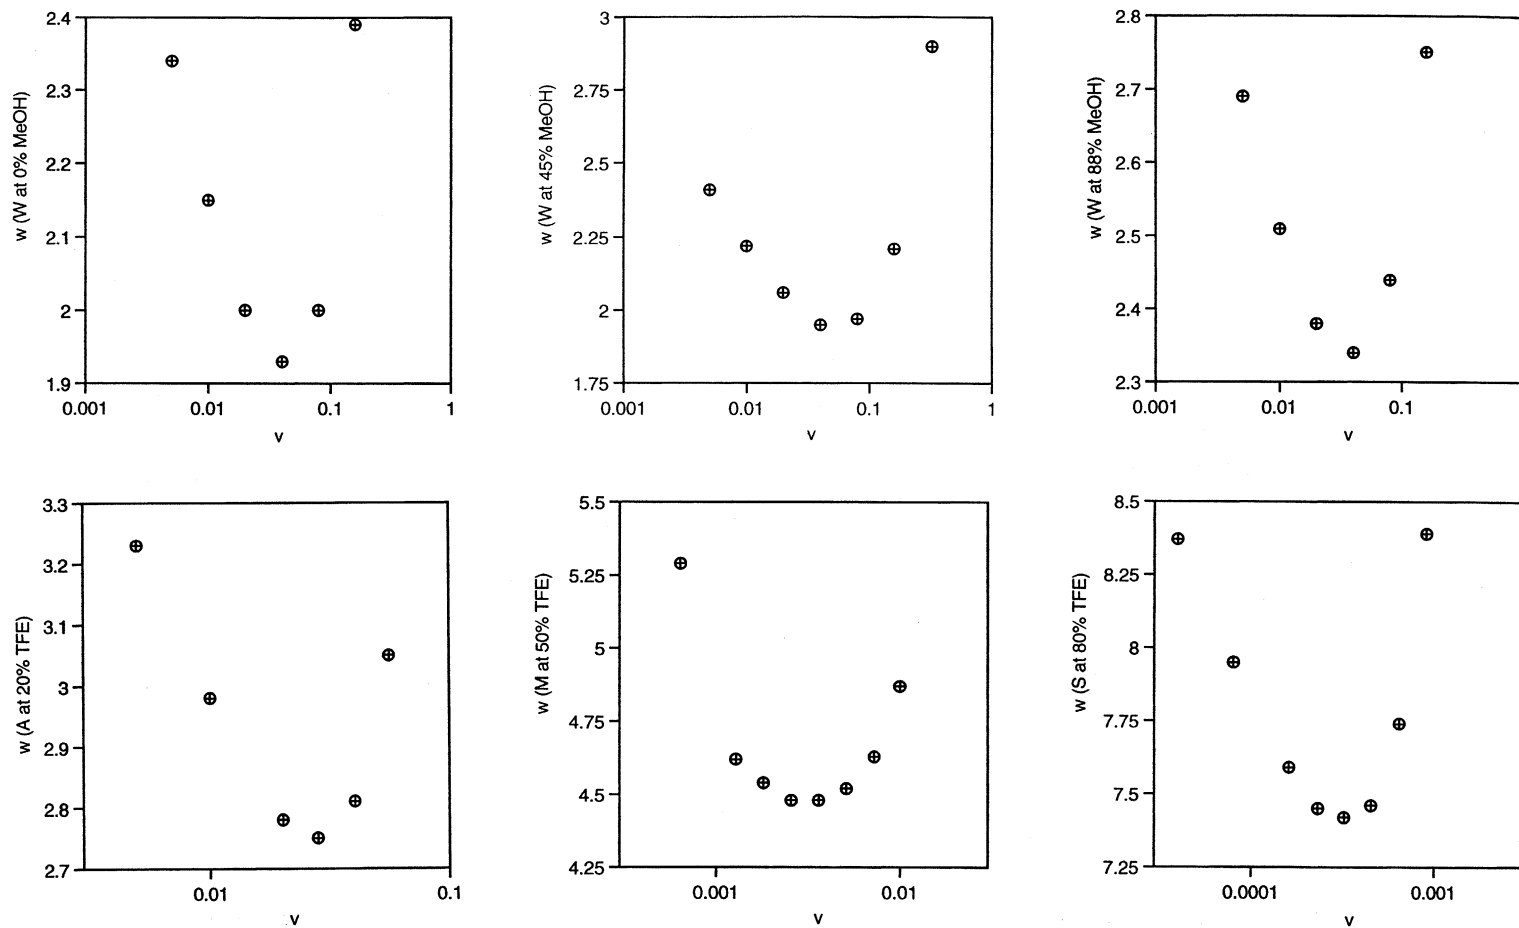 w (W at 0% MeOH)
2.4
2.3
2.2
2.1
2
1.9
0.001 0.01 0.1 1
v
w (W at 45% MeOH)
3
2.75
2.5
2.25
2
1.75
0.001 0.01 0.1 1
v
w (W at 88% MeOH)
2.8
2.7
2.6
2.5
2.4
2.3
0.001 0.01 0.1
v
w (A at 20% TFE)
3.3
3.2
3.1
3
2.9
2.8
2.7
0.01 0.1
v
w (M at 50% TFE)
5.5
5.25
5
4.75
4.5
4.25
0.001 0.01
v
w (S at 80% TFE)
8.5
8.25
8
7.75
7.5
7.25
0.0001 0.001
v